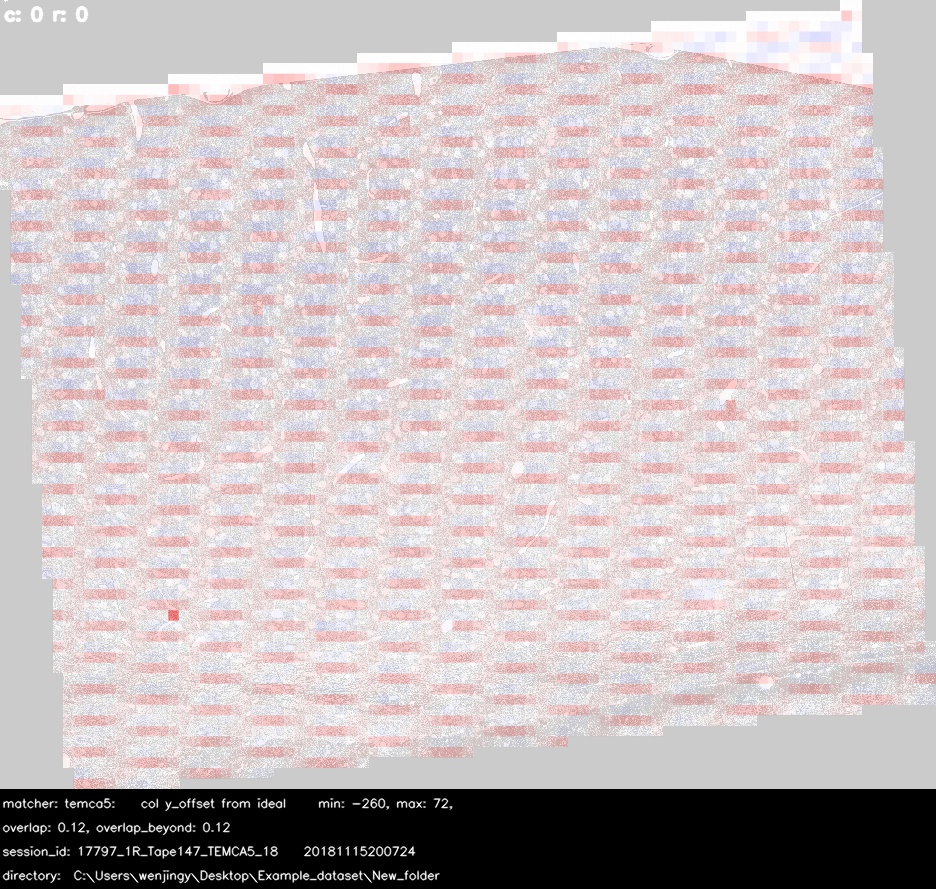 c: 0 r: 0
matcher: temca5: col y_offset from ideal min: -260, max: 72,
overlap: 0.12, overlap_beyond: 0.12
session_id: 17797_1R_Tape147_TEMCA5_18 20181115200724
directory: C:\Users\wenjingy\Desktop\Example_dataset\New_folder